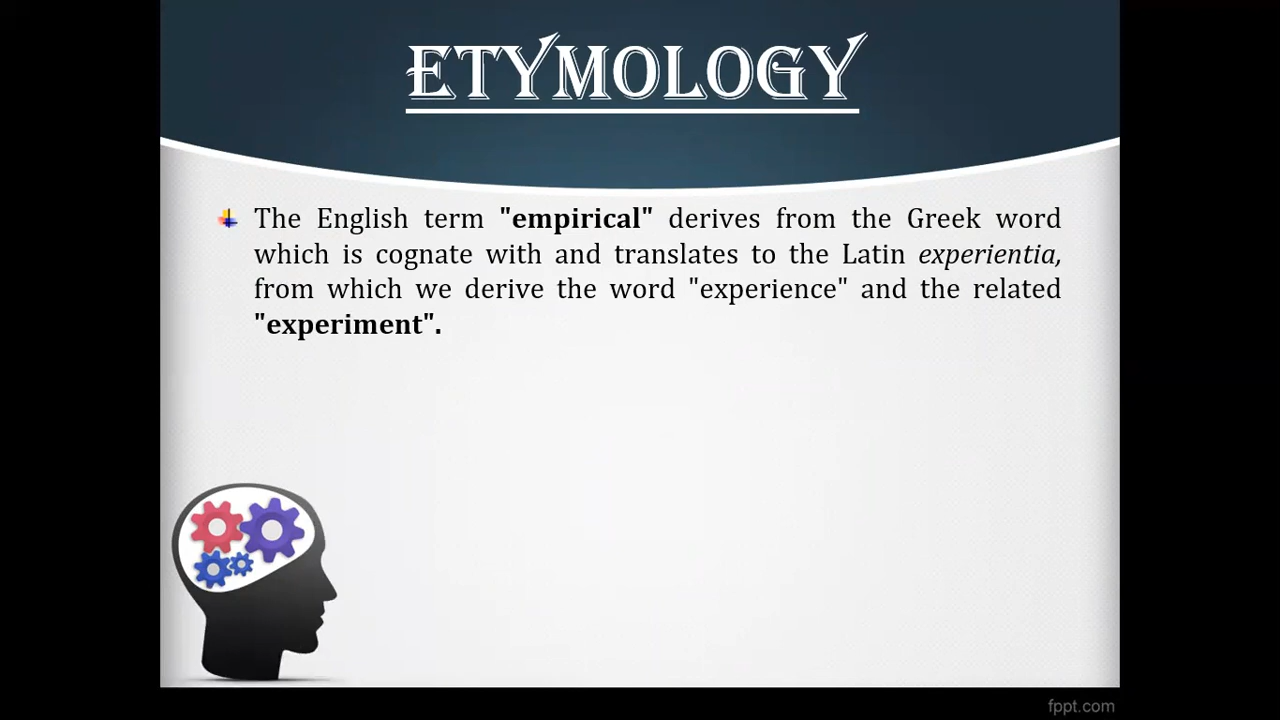 ETYMOLOGY
The English term "empirical" derives from the Greek word
which is cognate with and translates to the Latin experientia,
from which we derive the word "experience" and the related
"experiment".
fppt.com